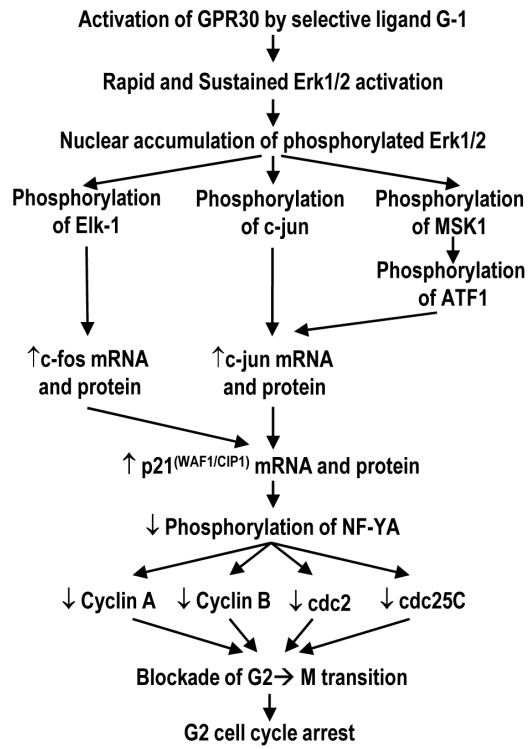 Activation of GPR30 by selective ligand G-1
Rapid and Sustained Erk1/2 activation
Nuclear accumulation of phosphorylated Erk1/2
Phosphorylation
of Elk-1
Phosphorylation
of c-jun
Phosphorylation
of MSK1
Phosphorylation
of ATF1
↑c-fos mRNA
and protein
↑c-jun mRNA
and protein
↑ p21(WAF1/CIP1) mRNA and protein
↓ Phosphorylation of NF-YA
↓ Cyclin A ↓ Cyclin B ↓ cdc2 ↓ cdc25C
Blockade of G2→ M transition
G2 cell cycle arrest